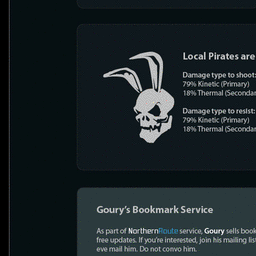 Local Pirates are
Damage type to shoot:
79% Kinetic (Primary)
18% Thermal (Secondar
Damage type to resist:
79% Kinetic (Primary)
18% Thermal (Secondar
Goury's Bookmark Service
As part of NorthernRoute service, Goury sells book
free updates. If you're interested, join his mailing list
eve mail him. Do not convo him.